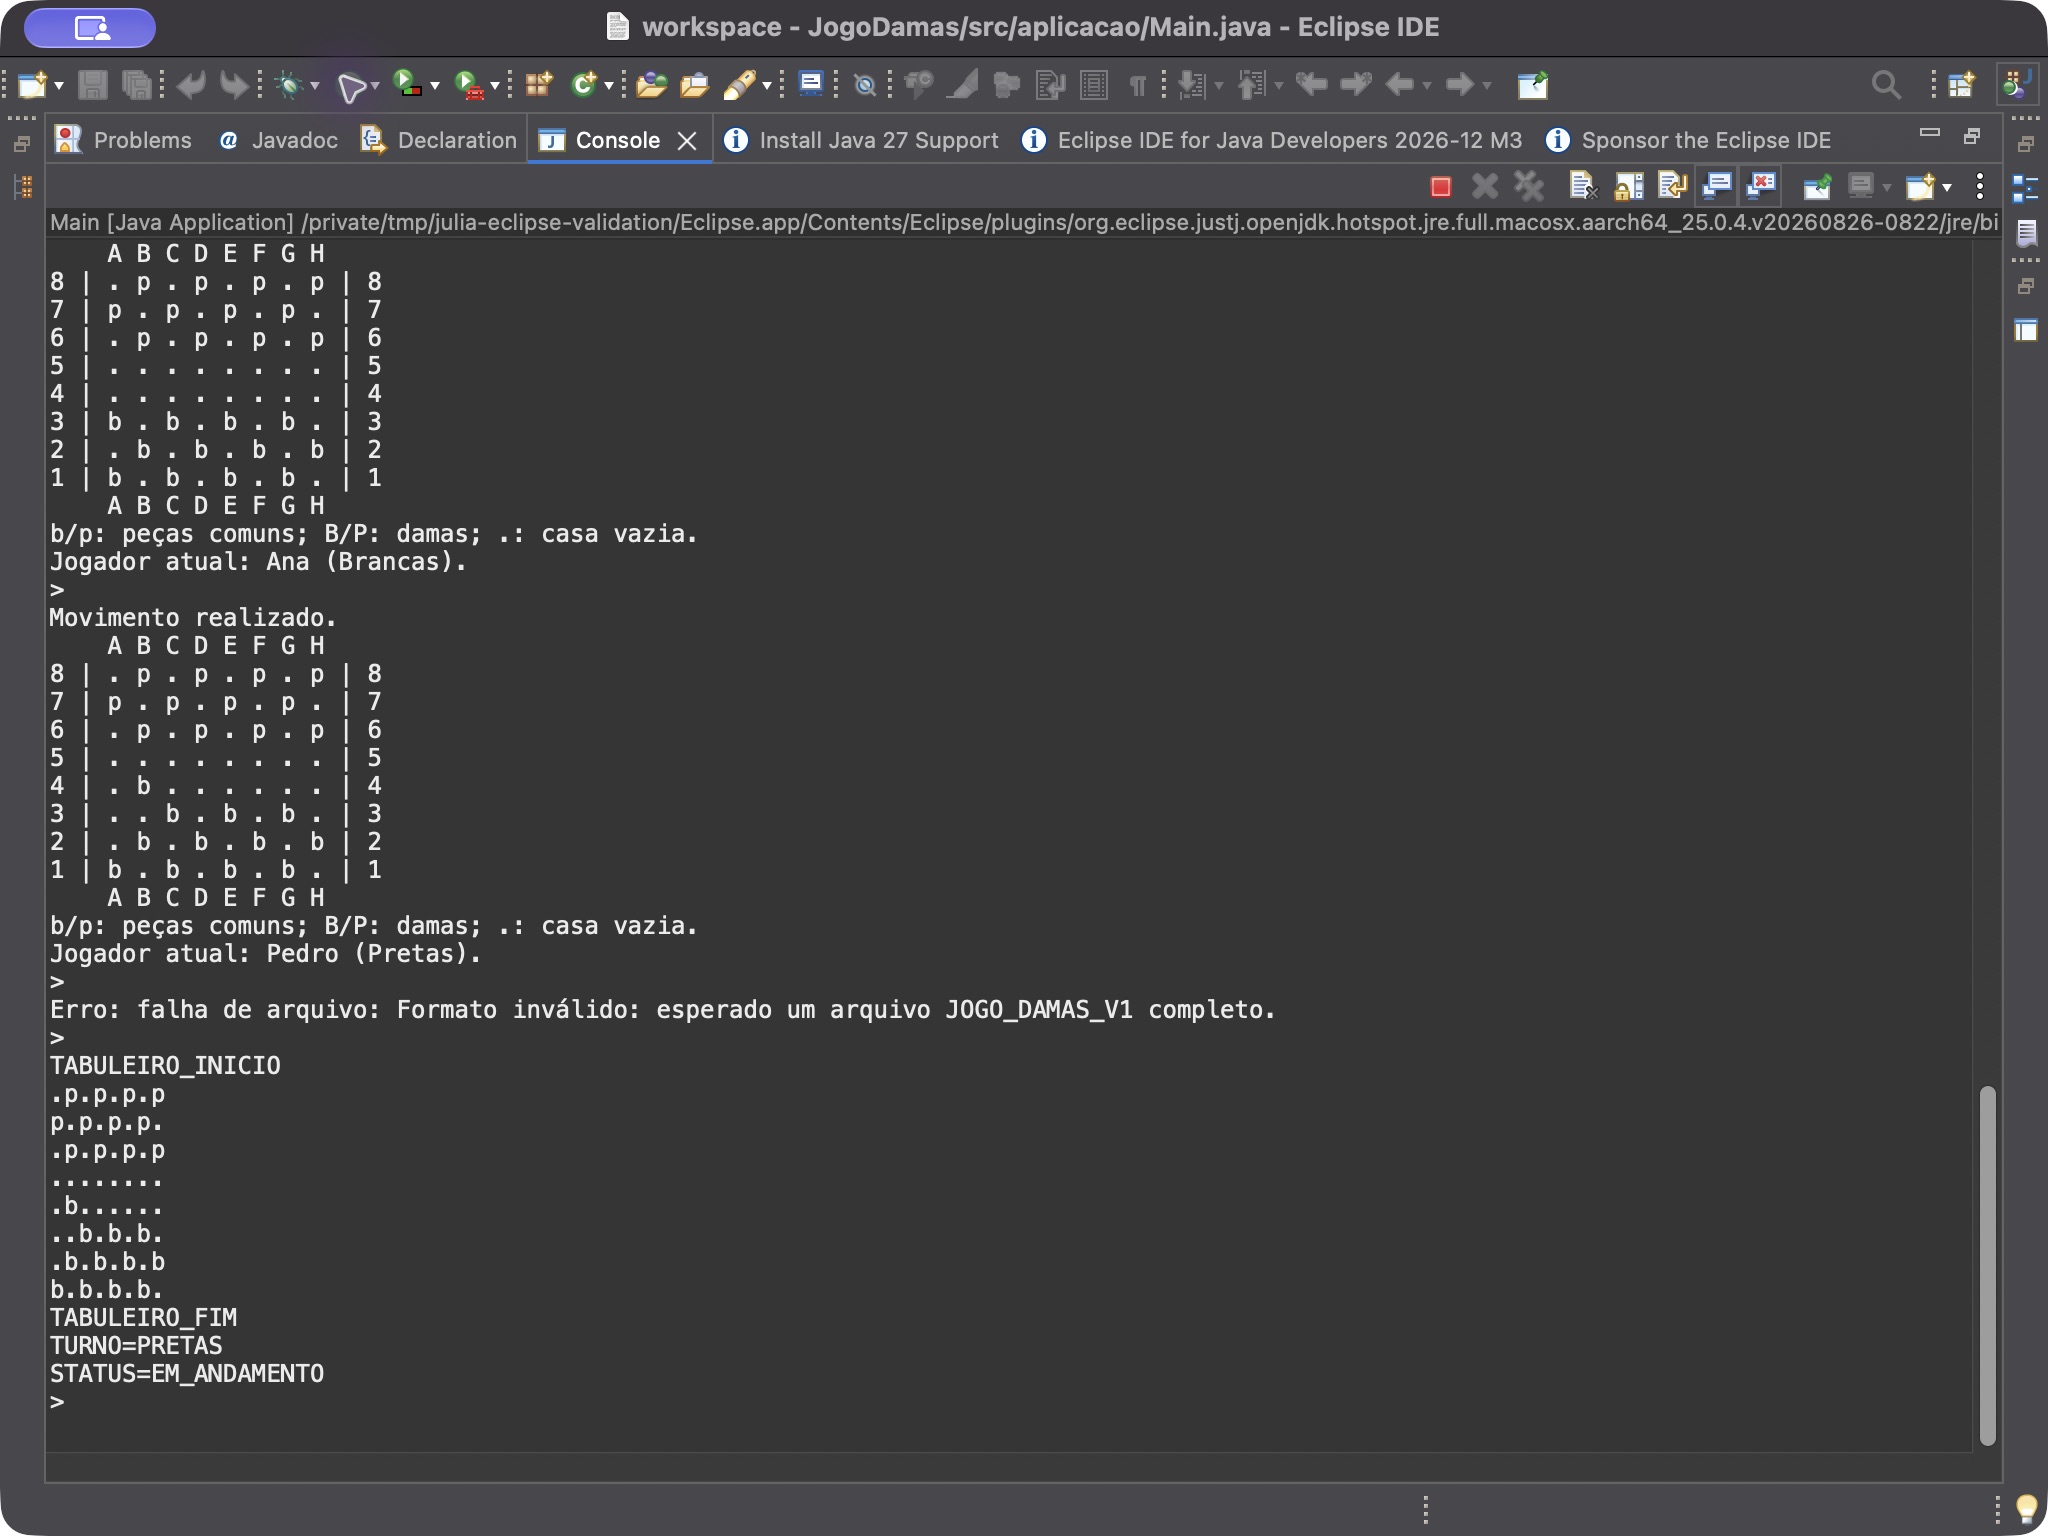 workspace - JogoDamas/src/aplicacao/Main.java - Eclipse IDE
Problems @ Javadoc Declaration Console Install Java 27 Support Eclipse IDE for Java Developers 2026-12 M3 Sponsor the Eclipse IDE
Main [Java Application] /private/tmp/julia-eclipse-validation/Eclipse.app/Contents/Eclipse/plugins/org.eclipse.justj.openjdk.hotspot.jre.full.macosx.aarch64_25.0.4.v20260826-0822/jre/bi
    A B C D E F G H
8 | . p . p . p . p | 8
7 | p . p . p . p . | 7
6 | . p . p . p . p | 6
5 | . . . . . . . . | 5
4 | . . . . . . . . | 4
3 | b . b . b . b . | 3
2 | . b . b . b . b | 2
1 | b . b . b . b . | 1
    A B C D E F G H
b/p: peças comuns; B/P: damas; .: casa vazia.
Jogador atual: Ana (Brancas).
>
Movimento realizado.
    A B C D E F G H
8 | . p . p . p . p | 8
7 | p . p . p . p . | 7
6 | . p . p . p . p | 6
5 | . . . . . . . . | 5
4 | . b . . . . . . | 4
3 | . . b . b . b . | 3
2 | . b . b . b . b | 2
1 | b . b . b . b . | 1
    A B C D E F G H
b/p: peças comuns; B/P: damas; .: casa vazia.
Jogador atual: Pedro (Pretas).
>
Erro: falha de arquivo: Formato inválido: esperado um arquivo JOGO_DAMAS_V1 completo.
>
TABULEIRO_INICIO
.p.p.p.p
p.p.p.p.
.p.p.p.p
........
.b......
..b.b.b.
.b.b.b.b
b.b.b.b.
TABULEIRO_FIM
TURNO=PRETAS
STATUS=EM_ANDAMENTO
>